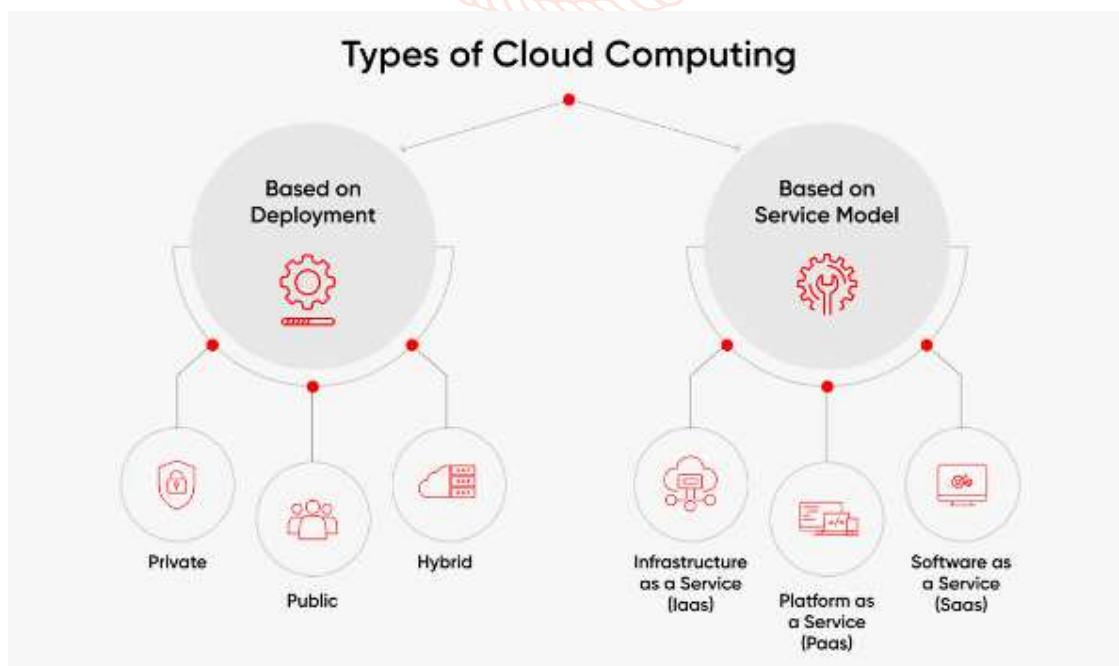 Types of Cloud Computing
Based on
Deployment
Based on
Service Model
Private
Public
Hybrid
Infrastructure
as a Service
(Iaas)
Platform as
a Service
(Paas)
Software as
a Service
(Saas)